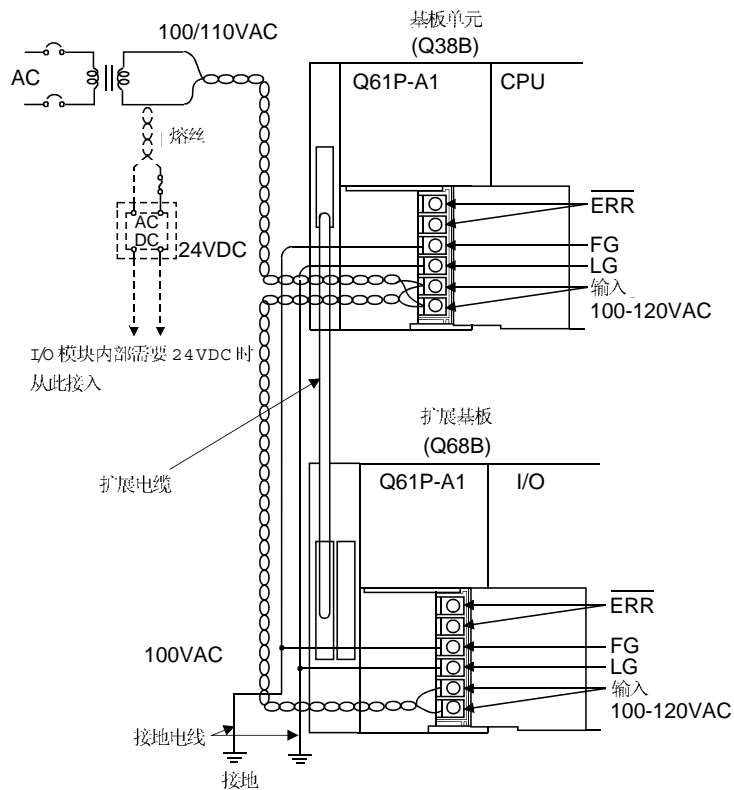 基板单元
(Q38B)
100/110VAC
AC
Q61P-A1
CPU
熔丝
AC
DC
24VDC
ERR
FG
LG
输入
100-120VAC
I/O 模块内部需要 24VDC 时
从此接入
扩展基板
(Q68B)
扩展电缆
Q61P-A1
I/O
ERR
FG
LG
输入
100-120VAC
100VAC
接地电线
接地